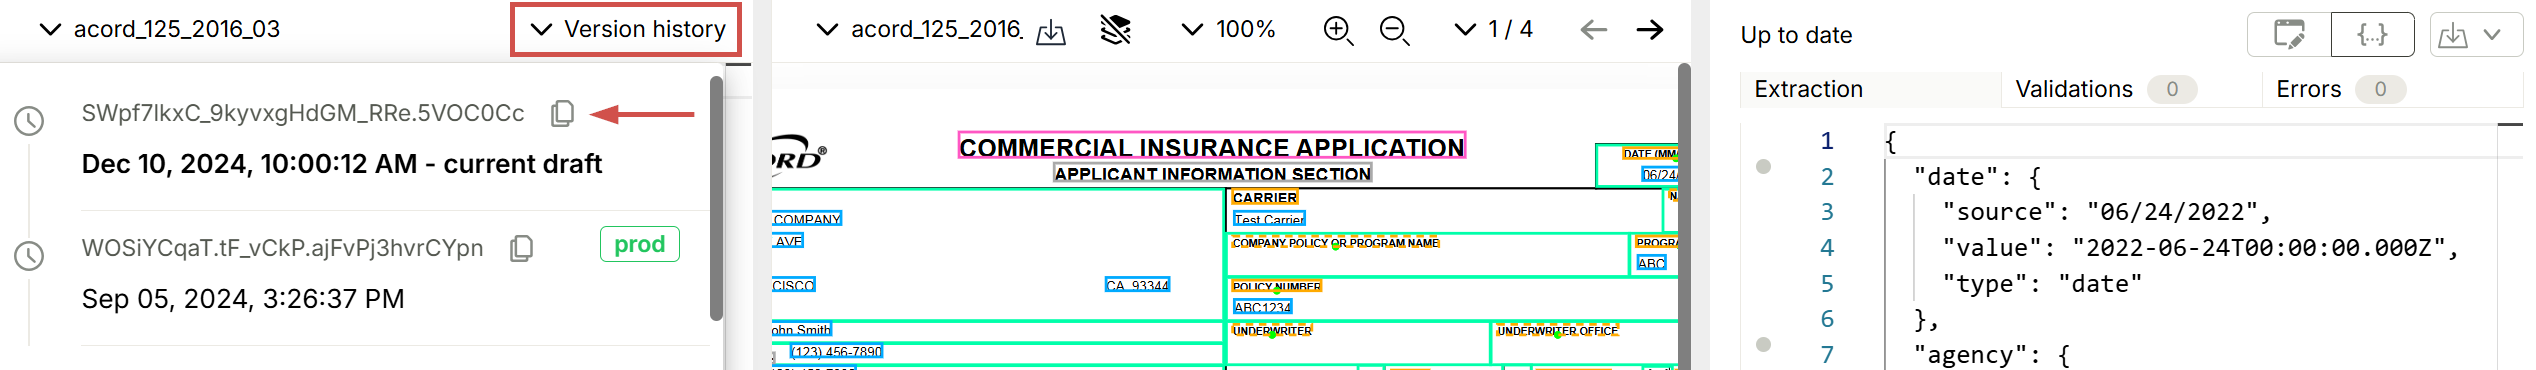 acord_125_2016_03
Version history
SWpf7lkxC_9kyvxgHdGM_RRe.5VOC0Cc
Dec 10, 2024, 10:00:12 AM - current draft
WOSiYCqaT.tF_vCkP.ajFvPj3hvrCYpn
prod
Sep 05, 2024, 3:26:37 PM
acord_125_2016_
100%
1 / 4
ORD®
COMMERCIAL INSURANCE APPLICATION
APPLICANT INFORMATION SECTION
DATE (MM/
06/24/
COMPANY
AVE
CISCO
CA 93344
ohn Smith
(123) 456-7890
CARRIER
Test Carrier
COMPANY POLICY OR PROGRAM NAME
PROGRA
ABC
POLICY NUMBER
ABC1234
UNDERWRITER
UNDERWRITER OFFICE
Up to date
{...}
Extraction
Validations 0
Errors 0
1 {
2 "date": {
3 "source": "06/24/2022",
4 "value": "2022-06-24T00:00:00.000Z",
5 "type": "date"
6 },
7 "agency": {